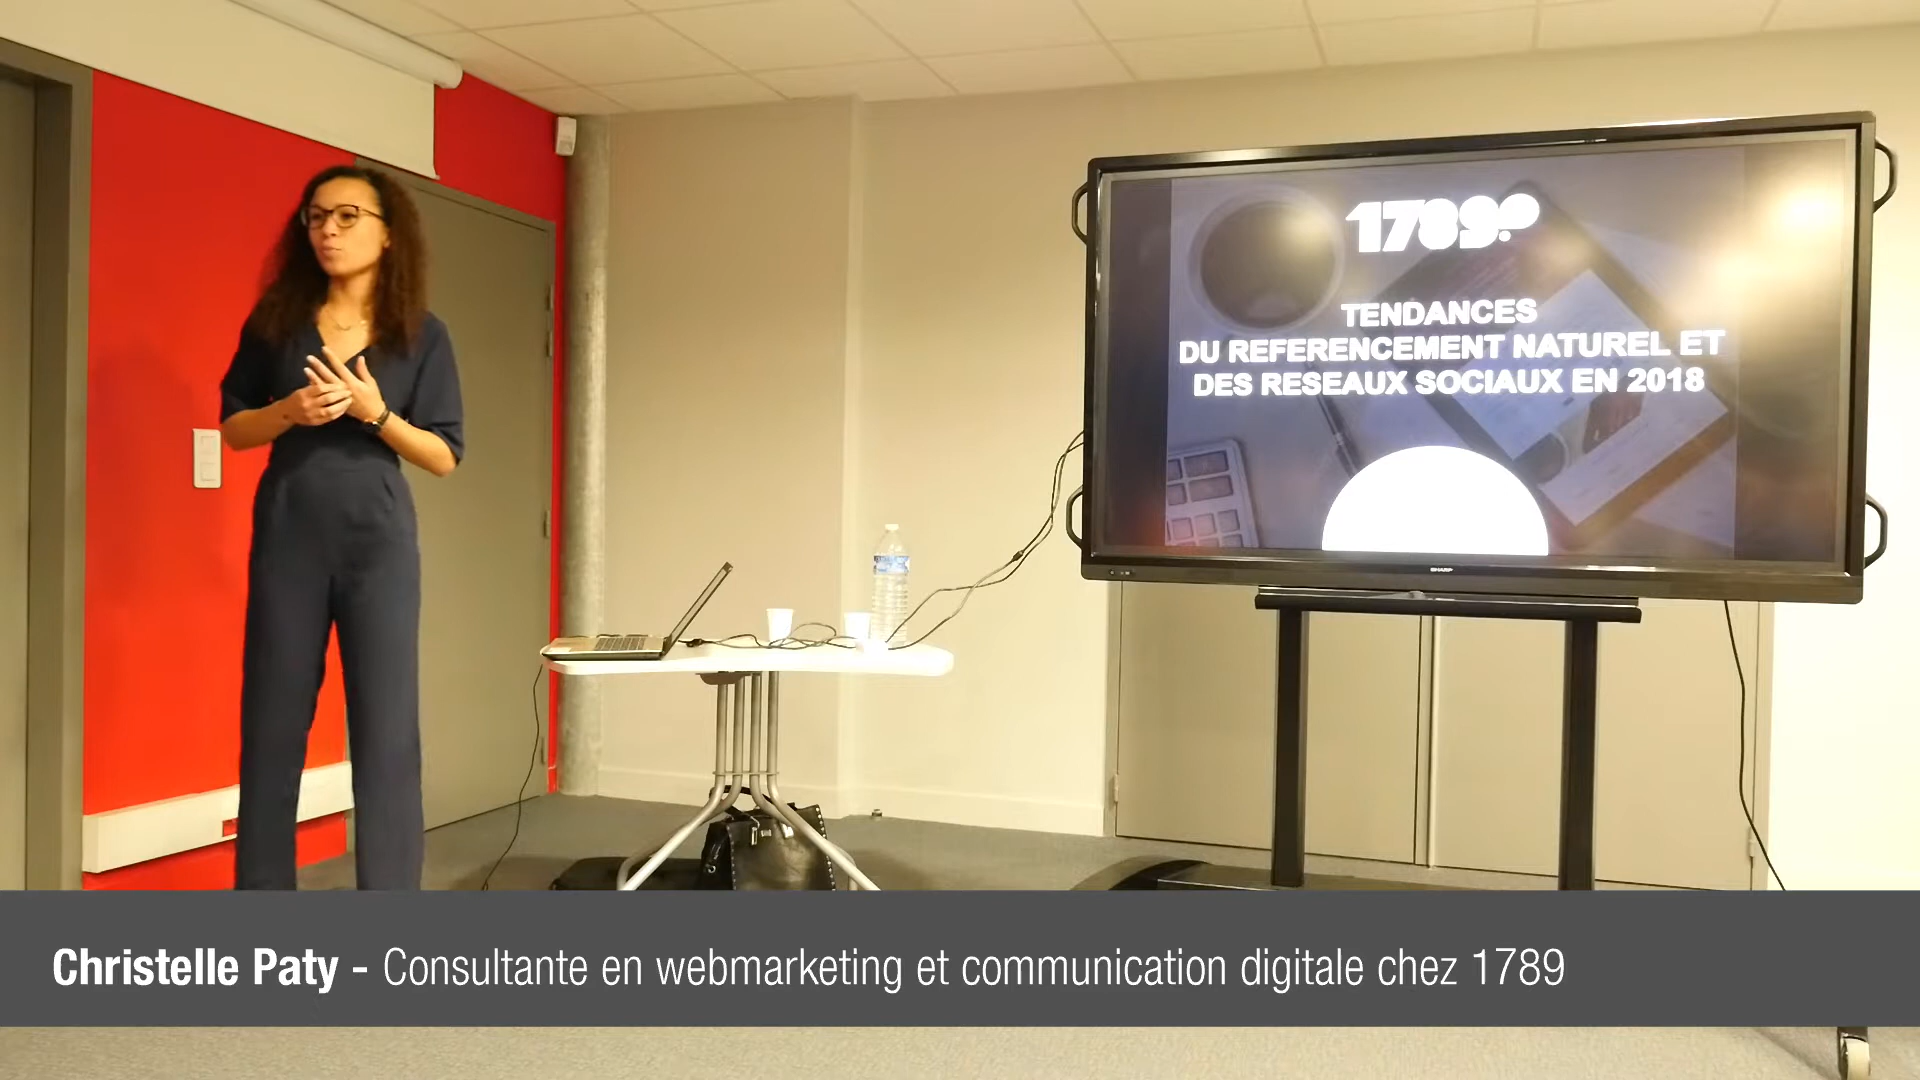 1789
TENDANCES
DU REFERENCEMENT NATUREL ET
DES RESEAUX SOCIAUX EN 2018
SHARP
Christelle Paty - Consultante en webmarketing et communication digitale chez 1789